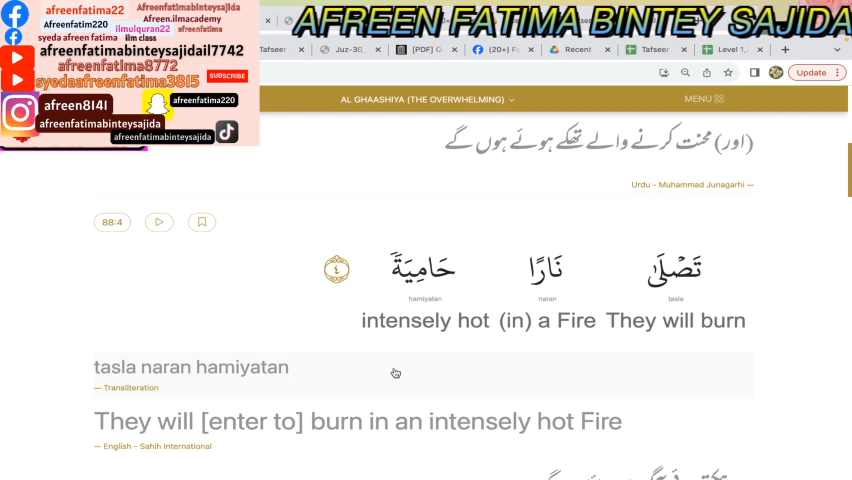 afreenfatima22
Afreenfatimabinteysajida
Afreen.ilmacademy
Afreenfatima120
ilmulquran22
afreenfatima
syeda afreen fatima
ilm class
afreenfatimabinteysajidail7742
afreenfatima8772
syedaafreenfatima3815
SUBSCRIBE
afreen8141
afreenfatima220
afreenfatimabinteysajida
afreenfatimabinteysajida
AFREEN FATIMA BINTEY SAJIDA
Tafseer
Juz-30_
[PDF] Q
(20+) Fa
Recent
Tafseer
Level 1,
Update
AL GHAASHIYA (THE OVERWHELMING)
MENU
(اور) محنت کرنے والے تھکے ہوئے ہوں گے
Urdu - Muhammad Junagarhi —
88:4
تَصْلَىٰ نَارًا حَامِيَةً ٤
hamiyatan naran tasla
intensely hot (in) a Fire They will burn
tasla naran hamiyatan
— Transliteration
They will [enter to] burn in an intensely hot Fire
— English - Sahih International